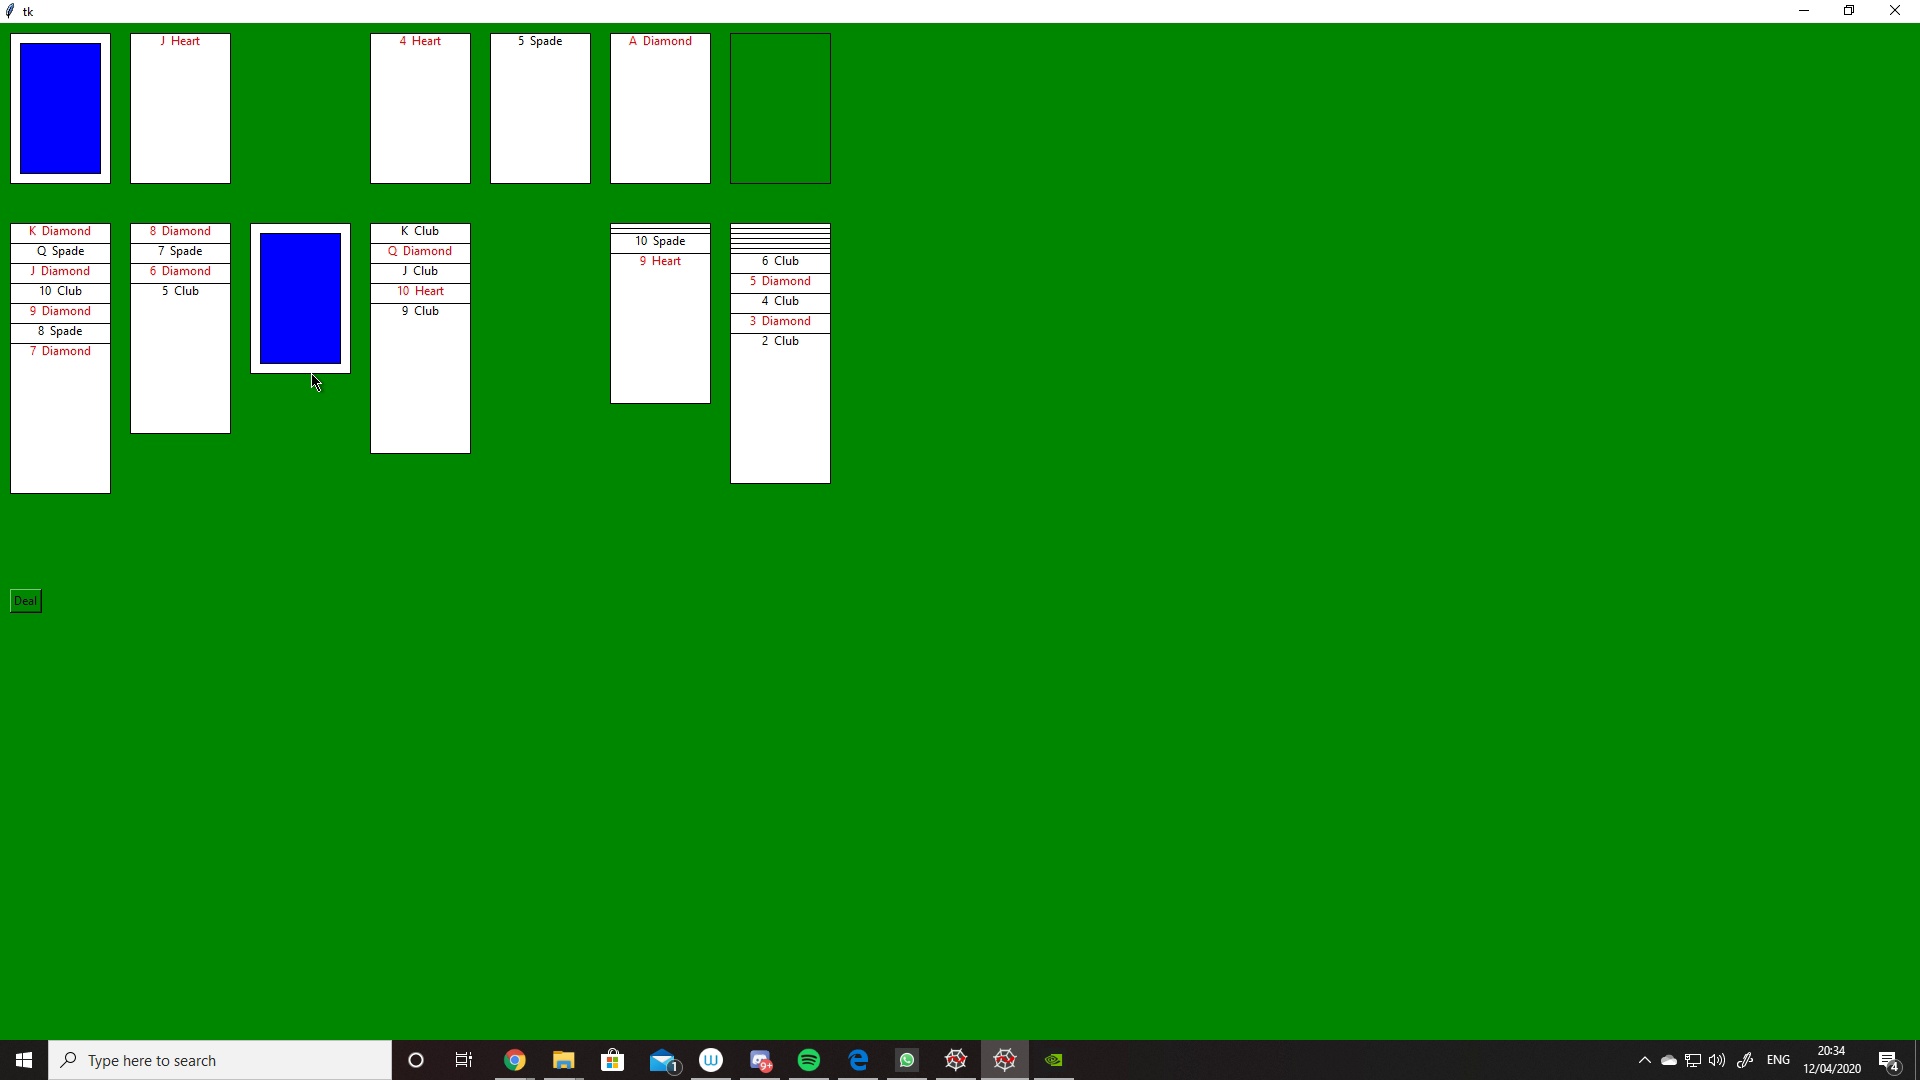 tk
J Heart
4 Heart
5 Spade
A Diamond
K Diamond
Q Spade
J Diamond
10 Club
9 Diamond
8 Spade
7 Diamond
8 Diamond
7 Spade
6 Diamond
5 Club
K Club
Q Diamond
J Club
10 Heart
9 Club
10 Spade
9 Heart
6 Club
5 Diamond
4 Club
3 Diamond
2 Club
Deal
Type here to search
1
W
9+
ENG
20:34
12/04/2020
4